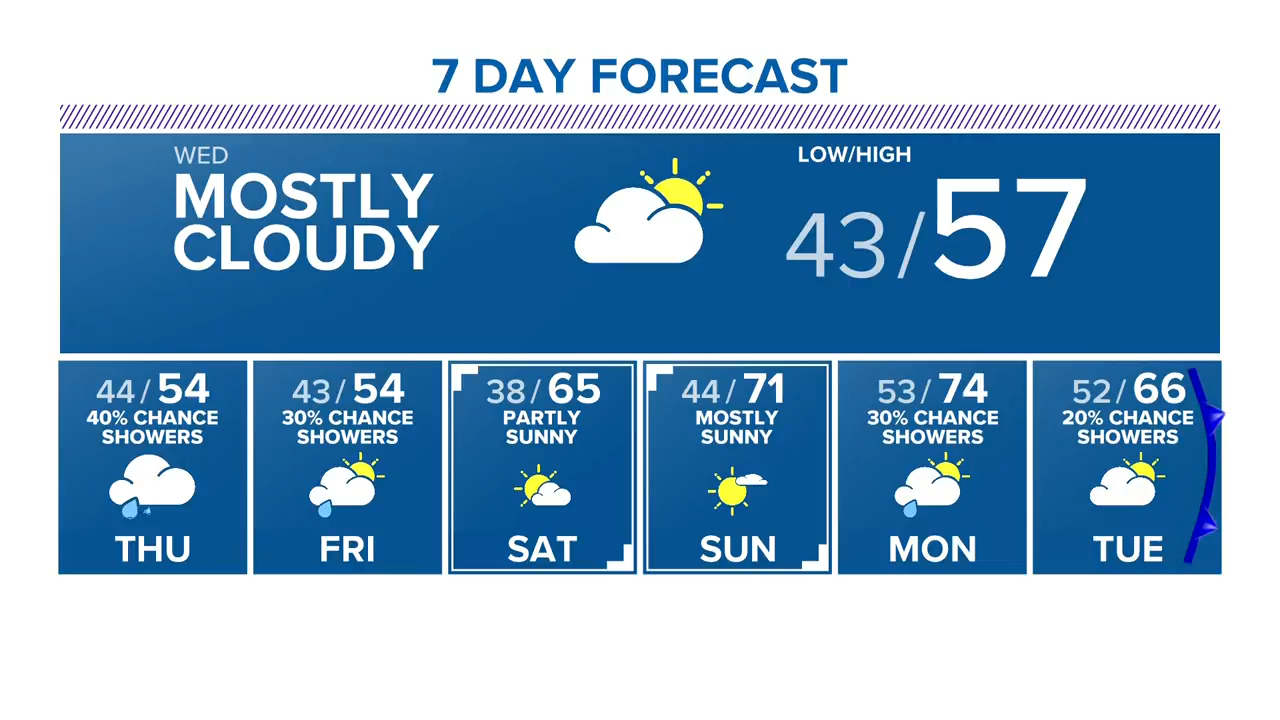 7 DAY FORECAST
WED
MOSTLY
CLOUDY
LOW/HIGH
43/57
44/54
40% CHANCE
SHOWERS
THU
43/54
30% CHANCE
SHOWERS
FRI
38/65
PARTLY
SUNNY
SAT
44/71
MOSTLY
SUNNY
SUN
53/74
30% CHANCE
SHOWERS
MON
52/66
20% CHANCE
SHOWERS
TUE